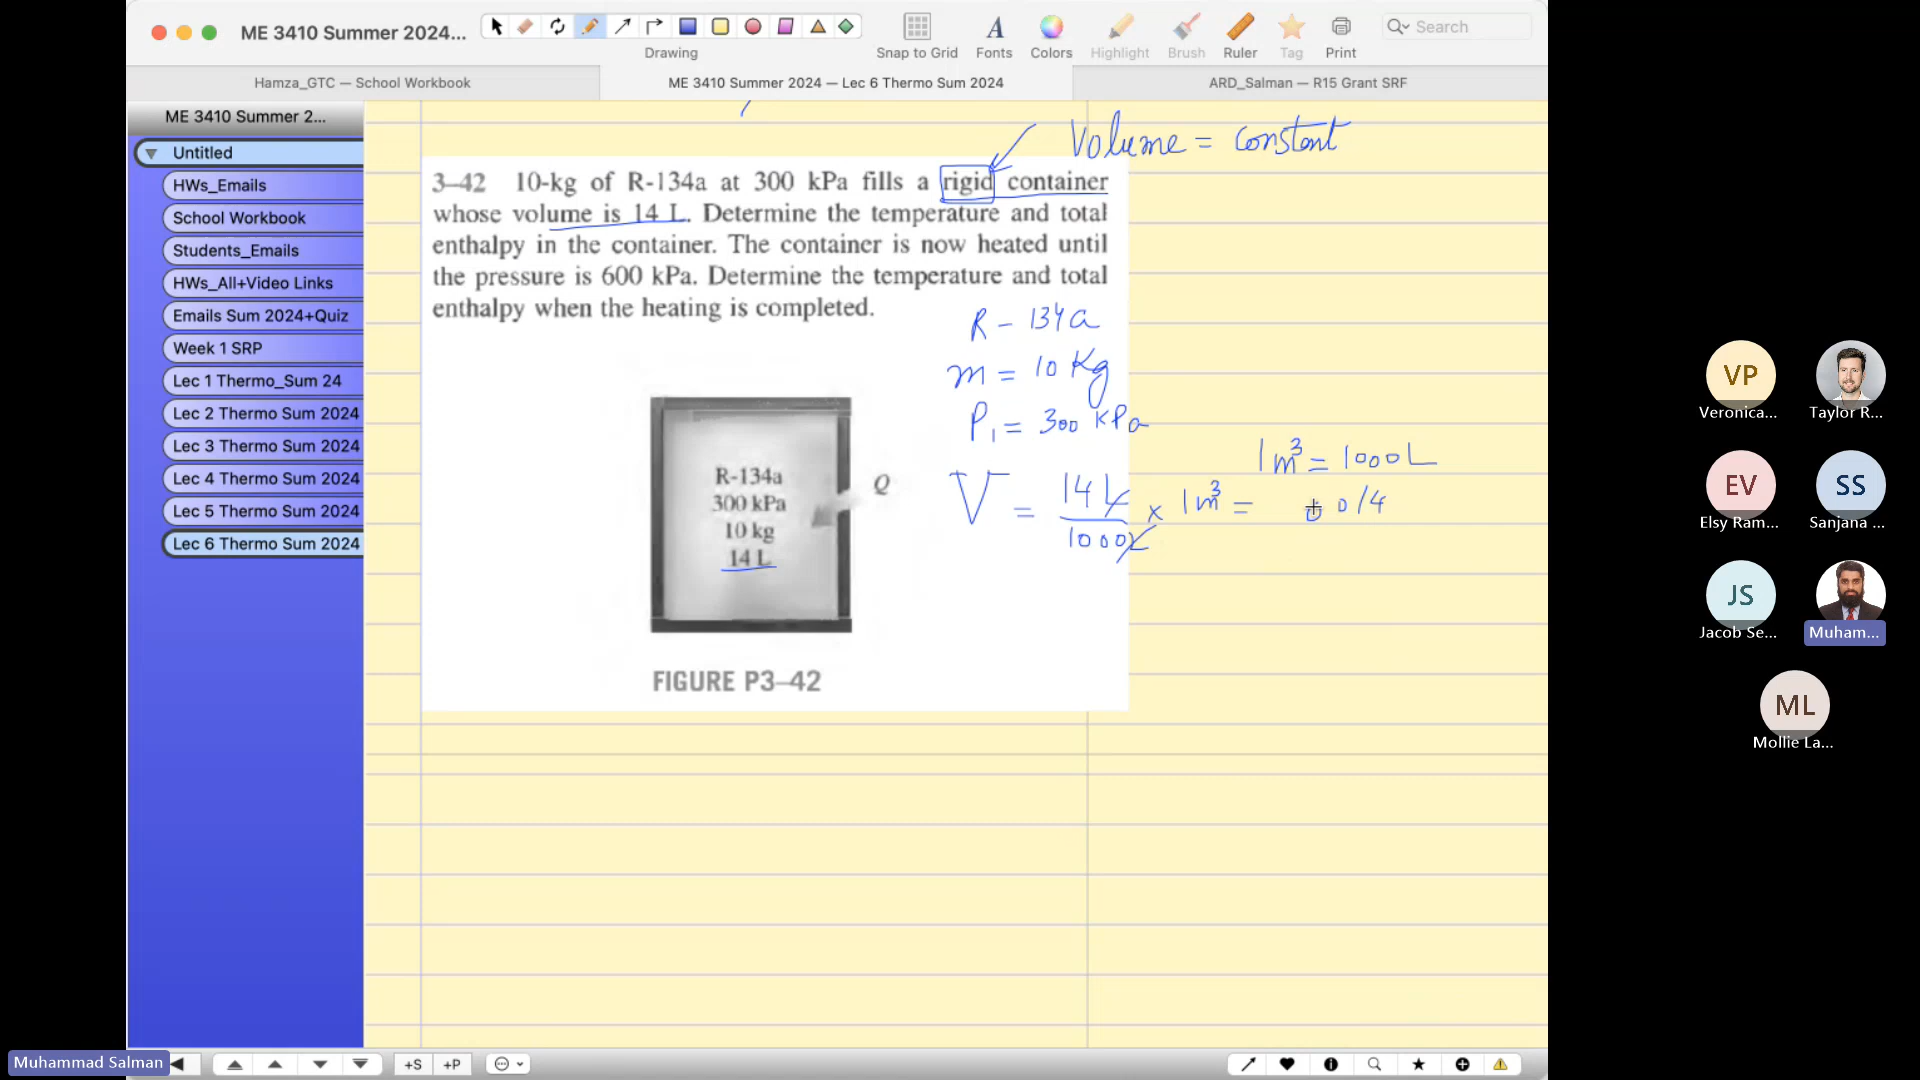 ME 3410 Summer 2024...
Drawing
Snap to Grid
Fonts
Colors
Highlight
Brush
Ruler
Tag
Print
Search
Hamza_GTC — School Workbook
ME 3410 Summer 2024 — Lec 6 Thermo Sum 2024
ARD_Salman — R15 Grant SRF
ME 3410 Summer 2...
Untitled
HWs_Emails
School Workbook
Students_Emails
HWs_All+Video Links
Emails Sum 2024+Quiz
Week 1 SRP
Lec 1 Thermo_Sum 24
Lec 2 Thermo Sum 2024
Lec 3 Thermo Sum 2024
Lec 4 Thermo Sum 2024
Lec 5 Thermo Sum 2024
Lec 6 Thermo Sum 2024
Volume = constant
3–42 10-kg of R-134a at 300 kPa fills a rigid container
whose volume is 14 L. Determine the temperature and total
enthalpy in the container. The container is now heated until
the pressure is 600 kPa. Determine the temperature and total
enthalpy when the heating is completed.
R - 134a
m = 10 Kg
P1 = 300 KPa
1m³ = 1000L
V = 14 L / 1000L × 1m³ = 0 014
R-134a
300 kPa
10 kg
14 L
Q
FIGURE P3–42
VP
Veronica...
Taylor R...
EV
Elsy Ram...
SS
Sanjana ...
JS
Jacob Se...
Muham...
ML
Mollie La...
Muhammad Salman
+S
+P